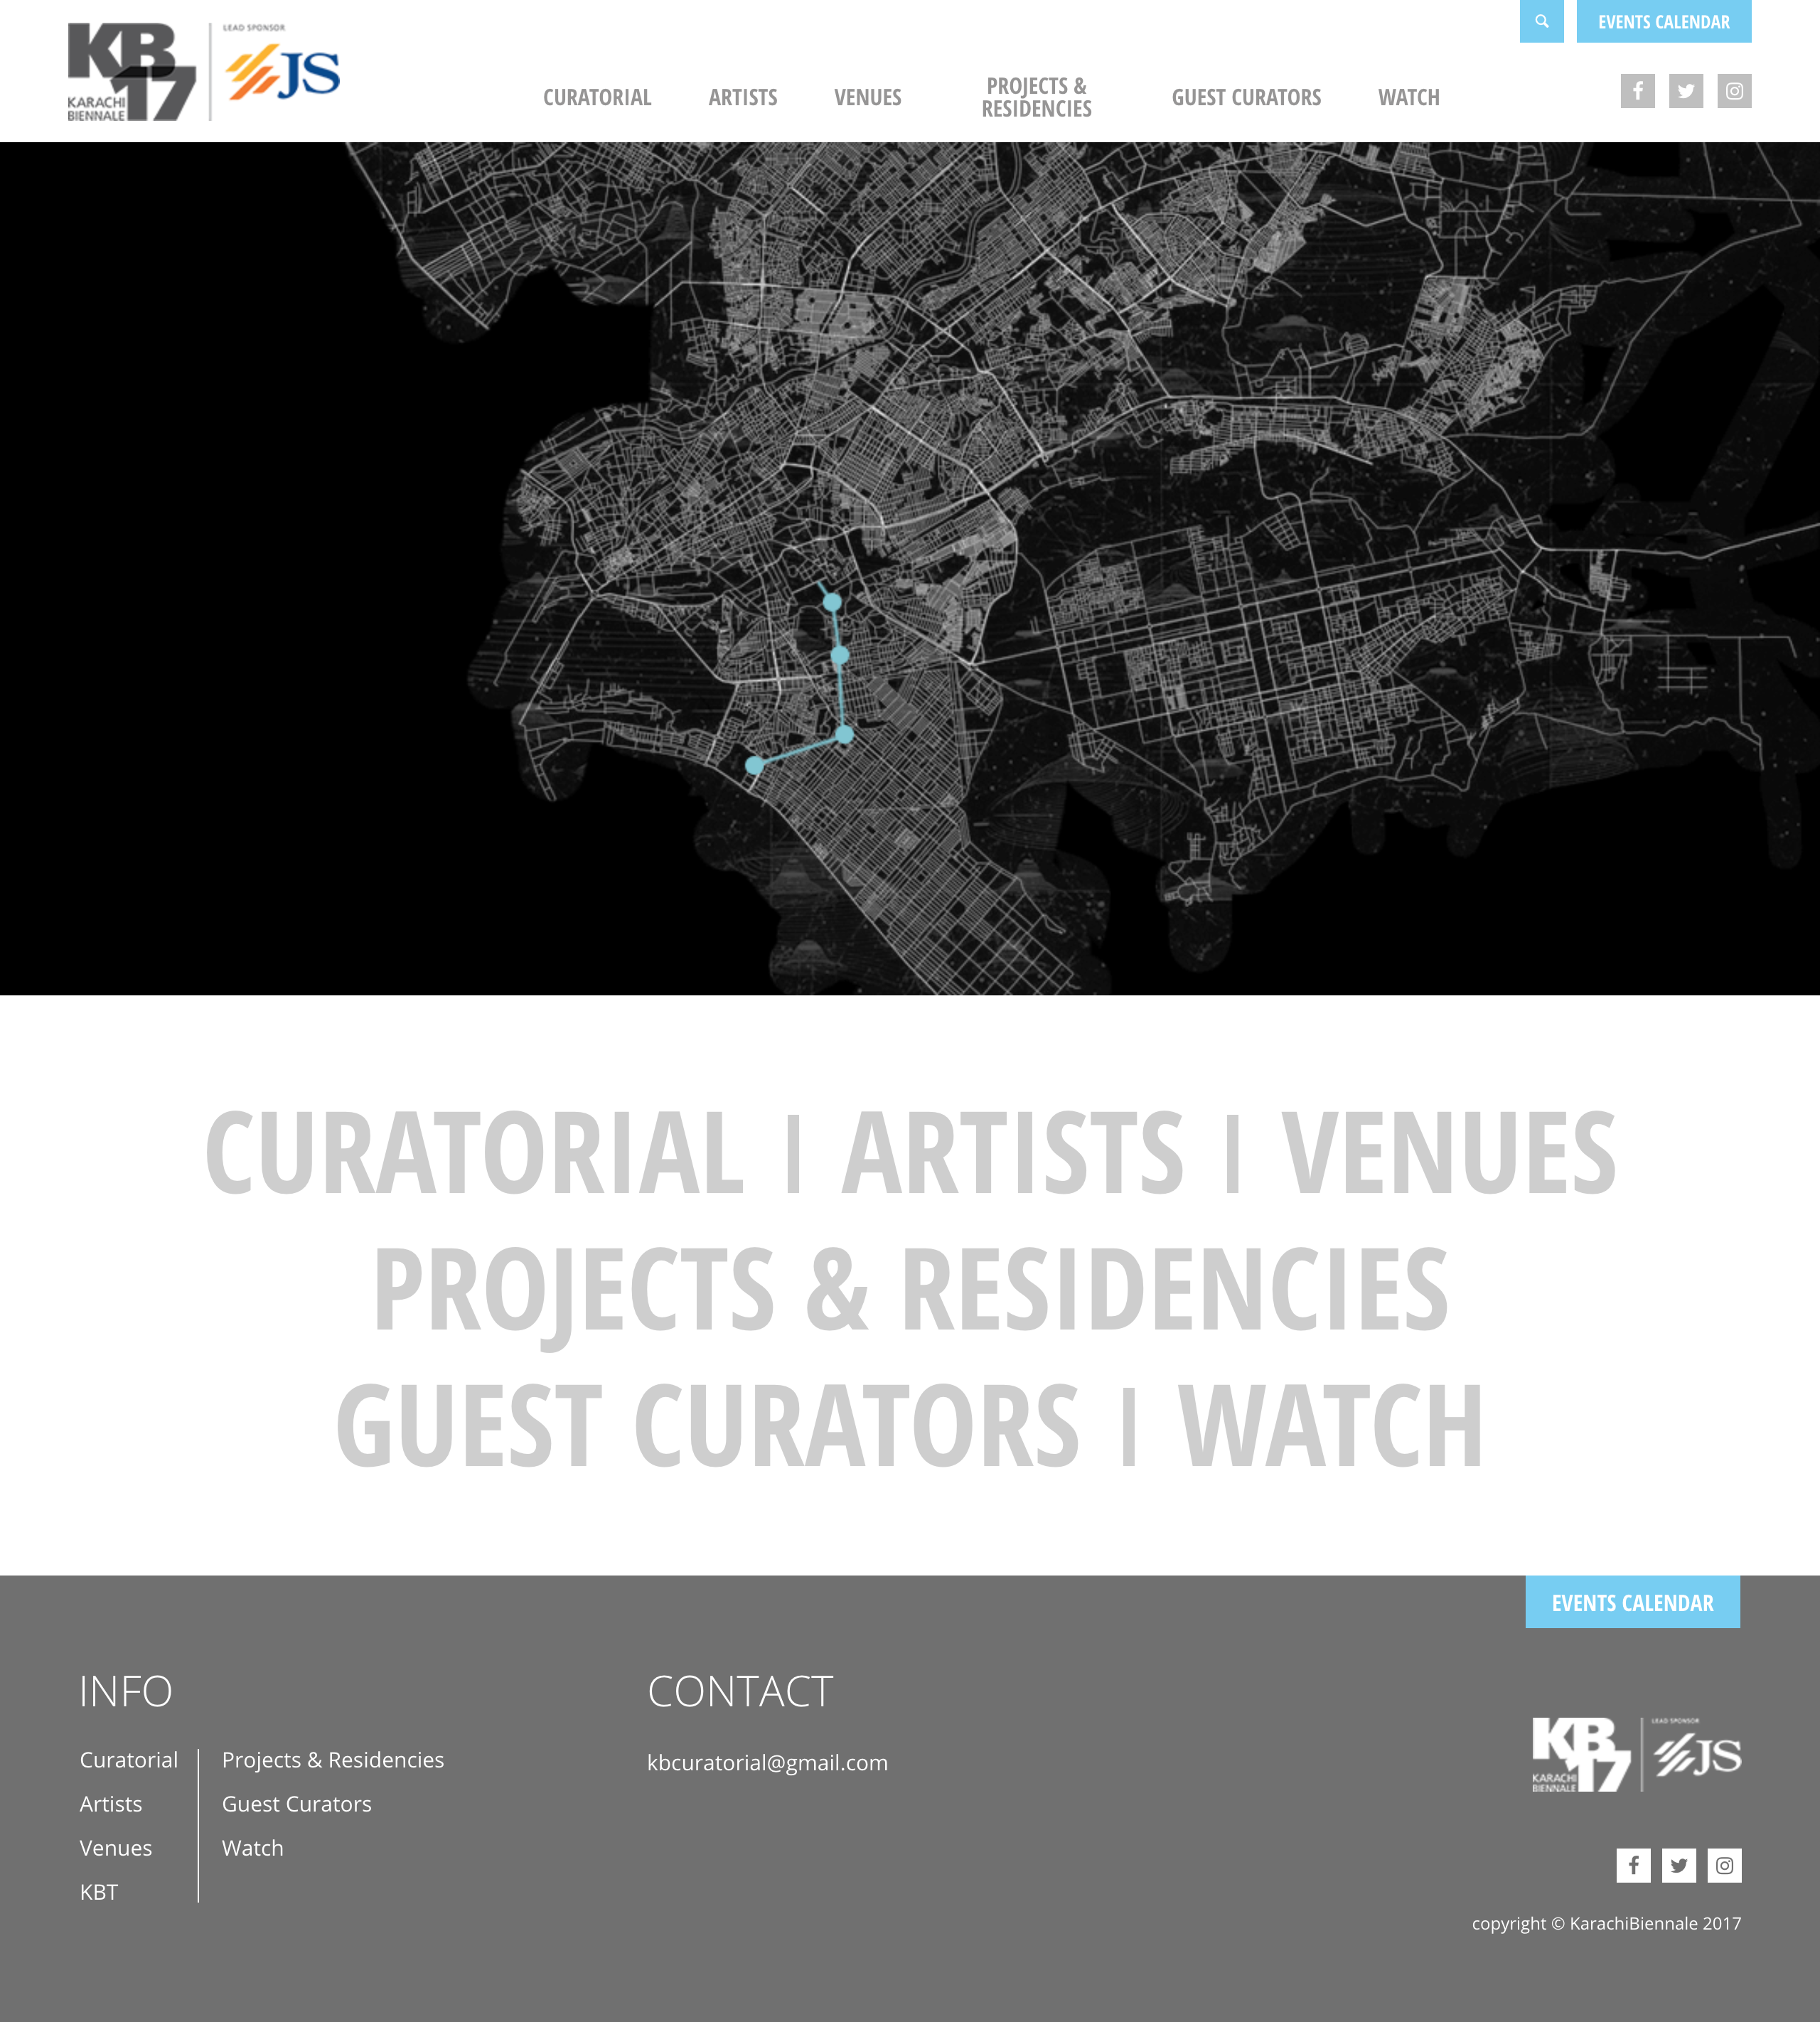 KB
17
KARACHI
BIENNALE
LEAD SPONSOR
JS
EVENTS CALENDAR
CURATORIAL
ARTISTS
VENUES
PROJECTS &
RESIDENCIES
GUEST CURATORS
WATCH
CURATORIAL | ARTISTS | VENUES
PROJECTS & RESIDENCIES
GUEST CURATORS | WATCH
EVENTS CALENDAR
INFO
Curatorial
Artists
Venues
KBT
Projects & Residencies
Guest Curators
Watch
CONTACT
kbcuratorial@gmail.com
KB
17
KARACHI
BIENNALE
LEAD SPONSOR
JS
copyright © KarachiBiennale 2017